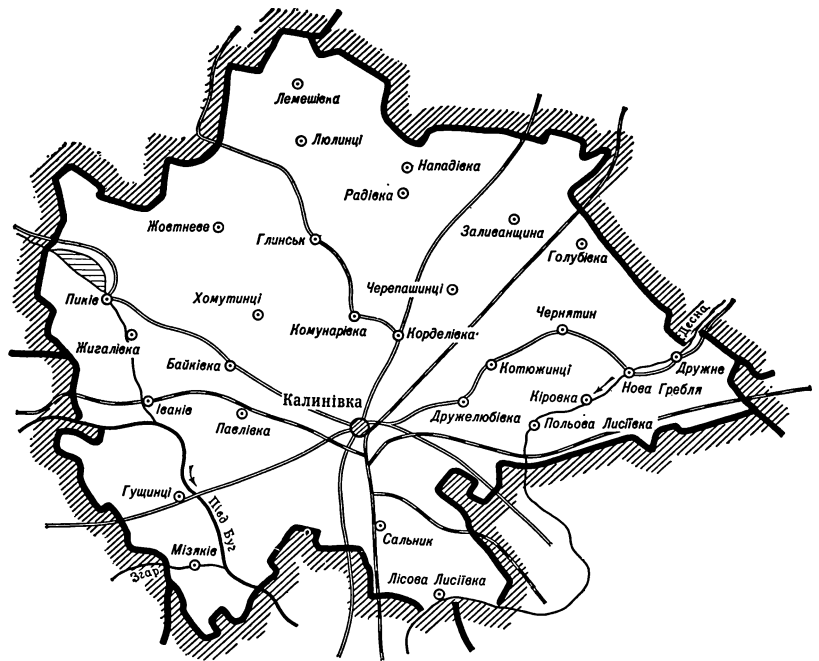 Лемешівка
Люлинці
Нападівка
Радівка
Жовтневе
Глинськ
Заливанщина
Голубівка
Пиків
Хомутинці
Черепашинці
Десна
Комунарівка
Корделівка
Чернятин
Жигалівка
Байківка
Котюжинці
Дружне
Нова Гребля
Іванів
Калинівка
Кіровка
Павлівка
Дружелюбівка
Польова Лисіївка
Гущинці
Півд Буг
Сальник
Мізяків
Згар
Лісова Лисіївка